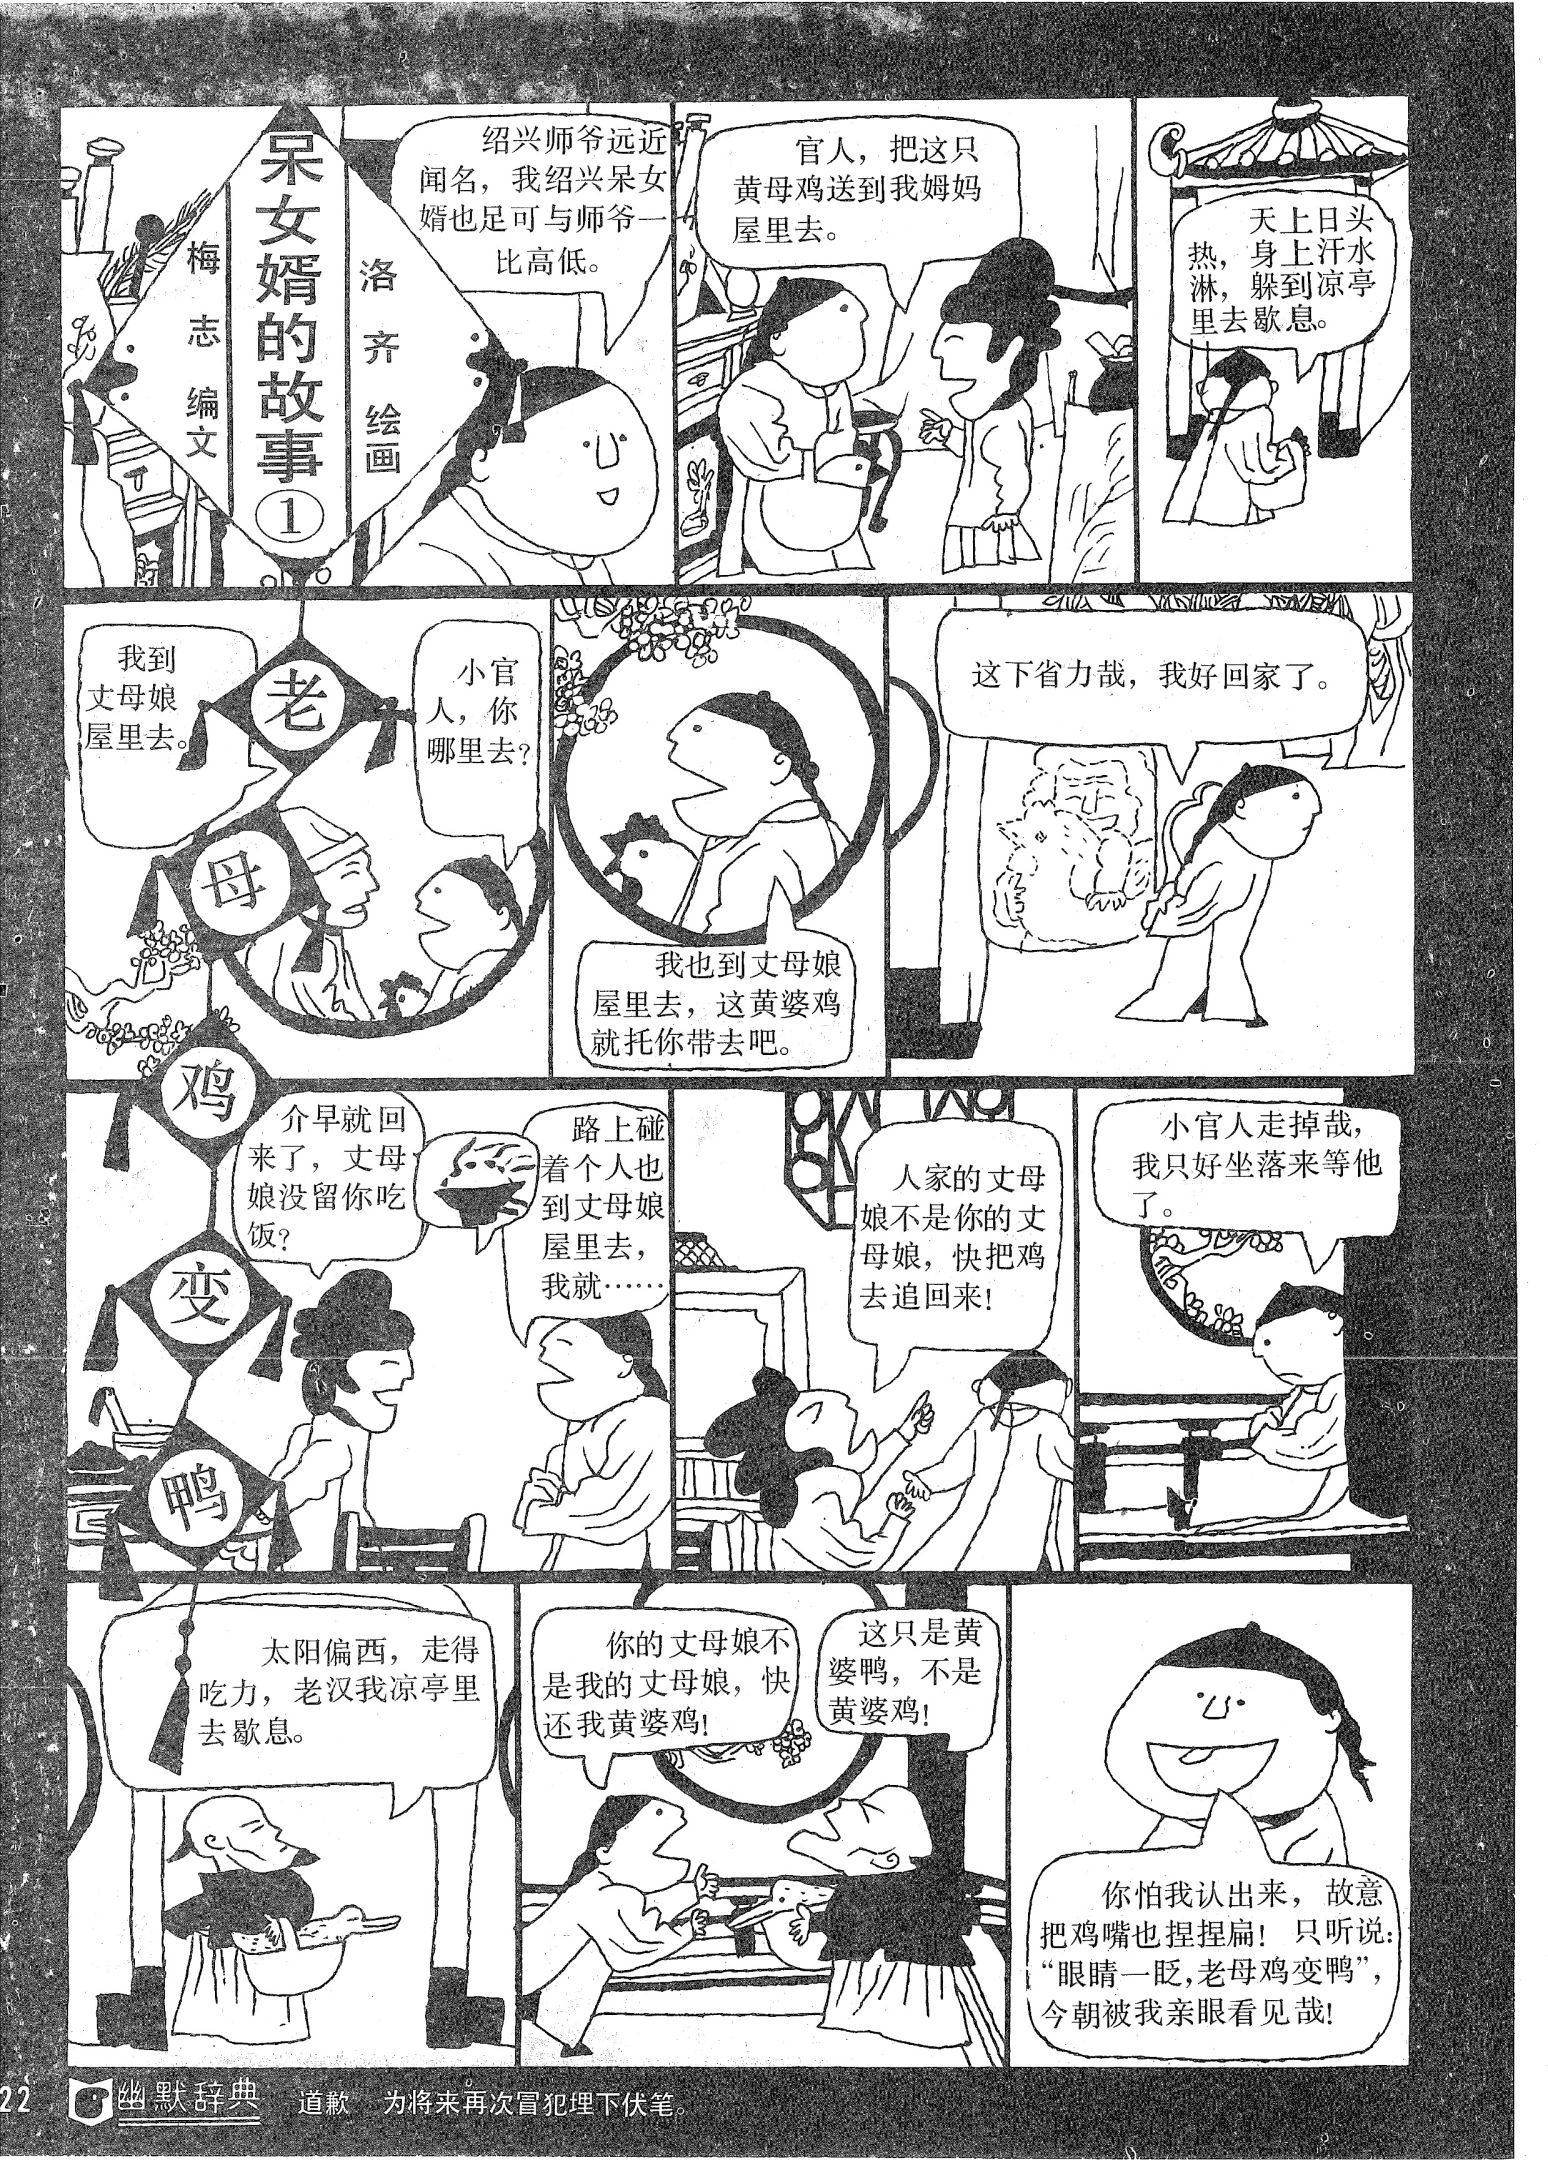 呆女婿的故事①
梅志编文
洛齐绘画
绍兴师爷远近
闻名，我绍兴呆女
婿也足可与师爷一
比高低。
官人，把这只
黄母鸡送到我姆妈
屋里去。
天上日头
热，身上汗水
淋，躲到凉亭
里去歇息。
老母鸡变鸭
小官
人，你
哪里去？
我到
丈母娘
屋里去。
我也到丈母娘
屋里去，这黄婆鸡
就托你带去吧。
这下省力哉，我好回家了。
介早就回
来了，丈母
娘没留你吃
饭？
路上碰
着个人也
到丈母娘
屋里去，
我就……
人家的丈母
娘不是你的丈
母娘，快把鸡
去追回来！
小官人走掉哉，
我只好坐落来等他
了。
太阳偏西，走得
吃力，老汉我凉亭里
去歇息。
你的丈母娘不
是我的丈母娘，快
还我黄婆鸡！
这只是黄
婆鸭，不是
黄婆鸡！
你怕我认出来，故意
把鸡嘴也捏捏扁！只听说：
“眼睛一眨，老母鸡变鸭”，
今朝被我亲眼看见哉！
22
幽默辞典 道歉 为将来再次冒犯埋下伏笔。